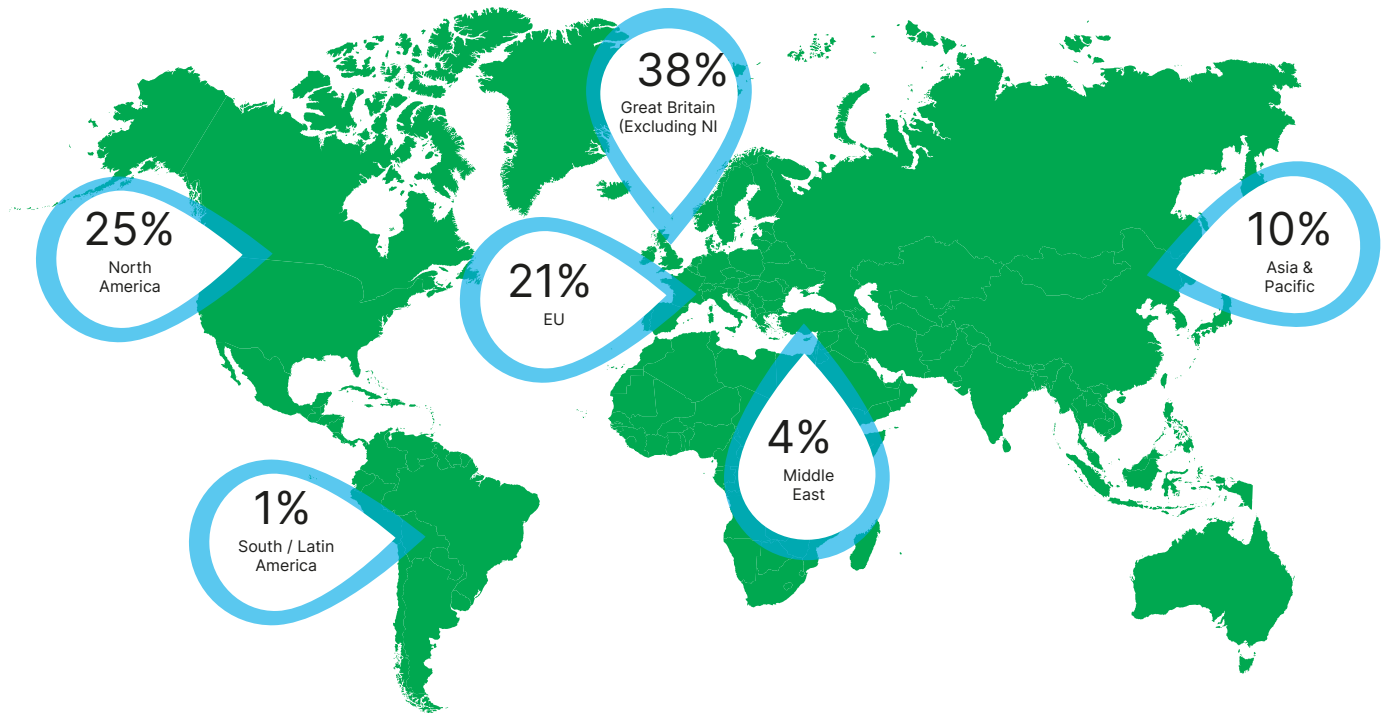 38%
Great Britain
(Excluding NI
25%
North
America
21%
EU
10%
Asia &
Pacific
4%
Middle
East
1%
South / Latin
America